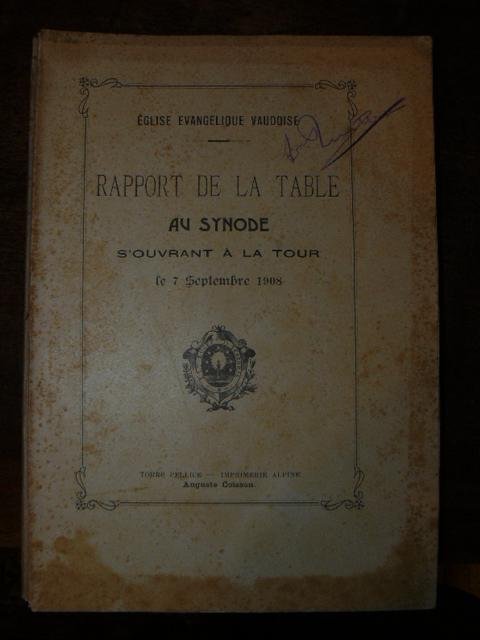 ÉGLISE EVANGÉLIQUE VAUDOISE
RAPPORT DE LA TABLE
AU SYNODE
S'OUVRANT À LA TOUR
le 7 Septembre 1908
TORRE PELLICE — IMPRIMERIE ALPINE
Auguste Coïsson.